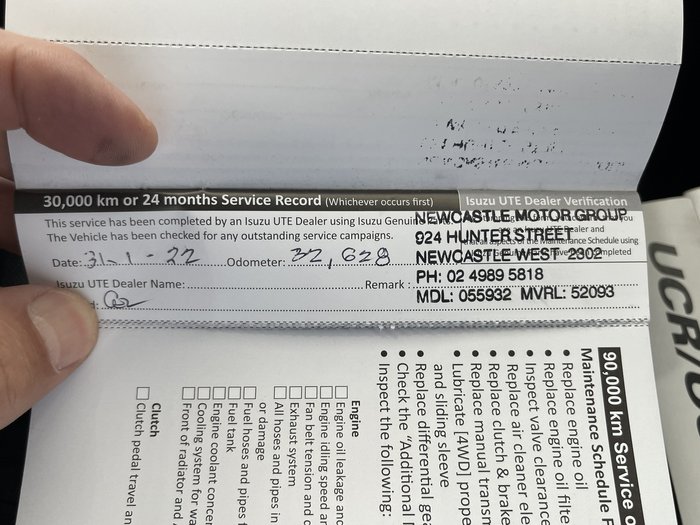 30,000 km or 24 months Service Record (Whichever occurs first)
Isuzu UTE Dealer Verification
This service has been completed by an Isuzu UTE Dealer using Isuzu Genuin
The Vehicle has been checked for any outstanding service campaigns.
Date: 31-1-22 Odometer: 32,628
Isuzu UTE Dealer Name: Remark:
NEWCASTLE MOTOR GROUP
924 HUNTER STREET
NEWCASTLE WEST 2302
PH: 02 4989 5818
MDL: 055932 MVRL: 52093
90,000 km Service
Maintenance Schedule
• Replace engine oil
• Replace engine oil filte
• Inspect valve clearance
• Replace air cleaner ele
• Replace clutch & brake
• Replace manual trans
• Lubricate [4WD] prope
and sliding sleeve
• Replace differential ge
• Check the "Additional
• Inspect the following:
Engine
Engine oil leakage and
Engine idling speed an
Fan belt tension and
Exhaust system
All hoses and pipes in
or damage
Fuel hoses and pipes
Fuel tank
Engine coolant conce
Cooling system for wa
Front of radiator and
Clutch
Clutch pedal travel an
UCR/